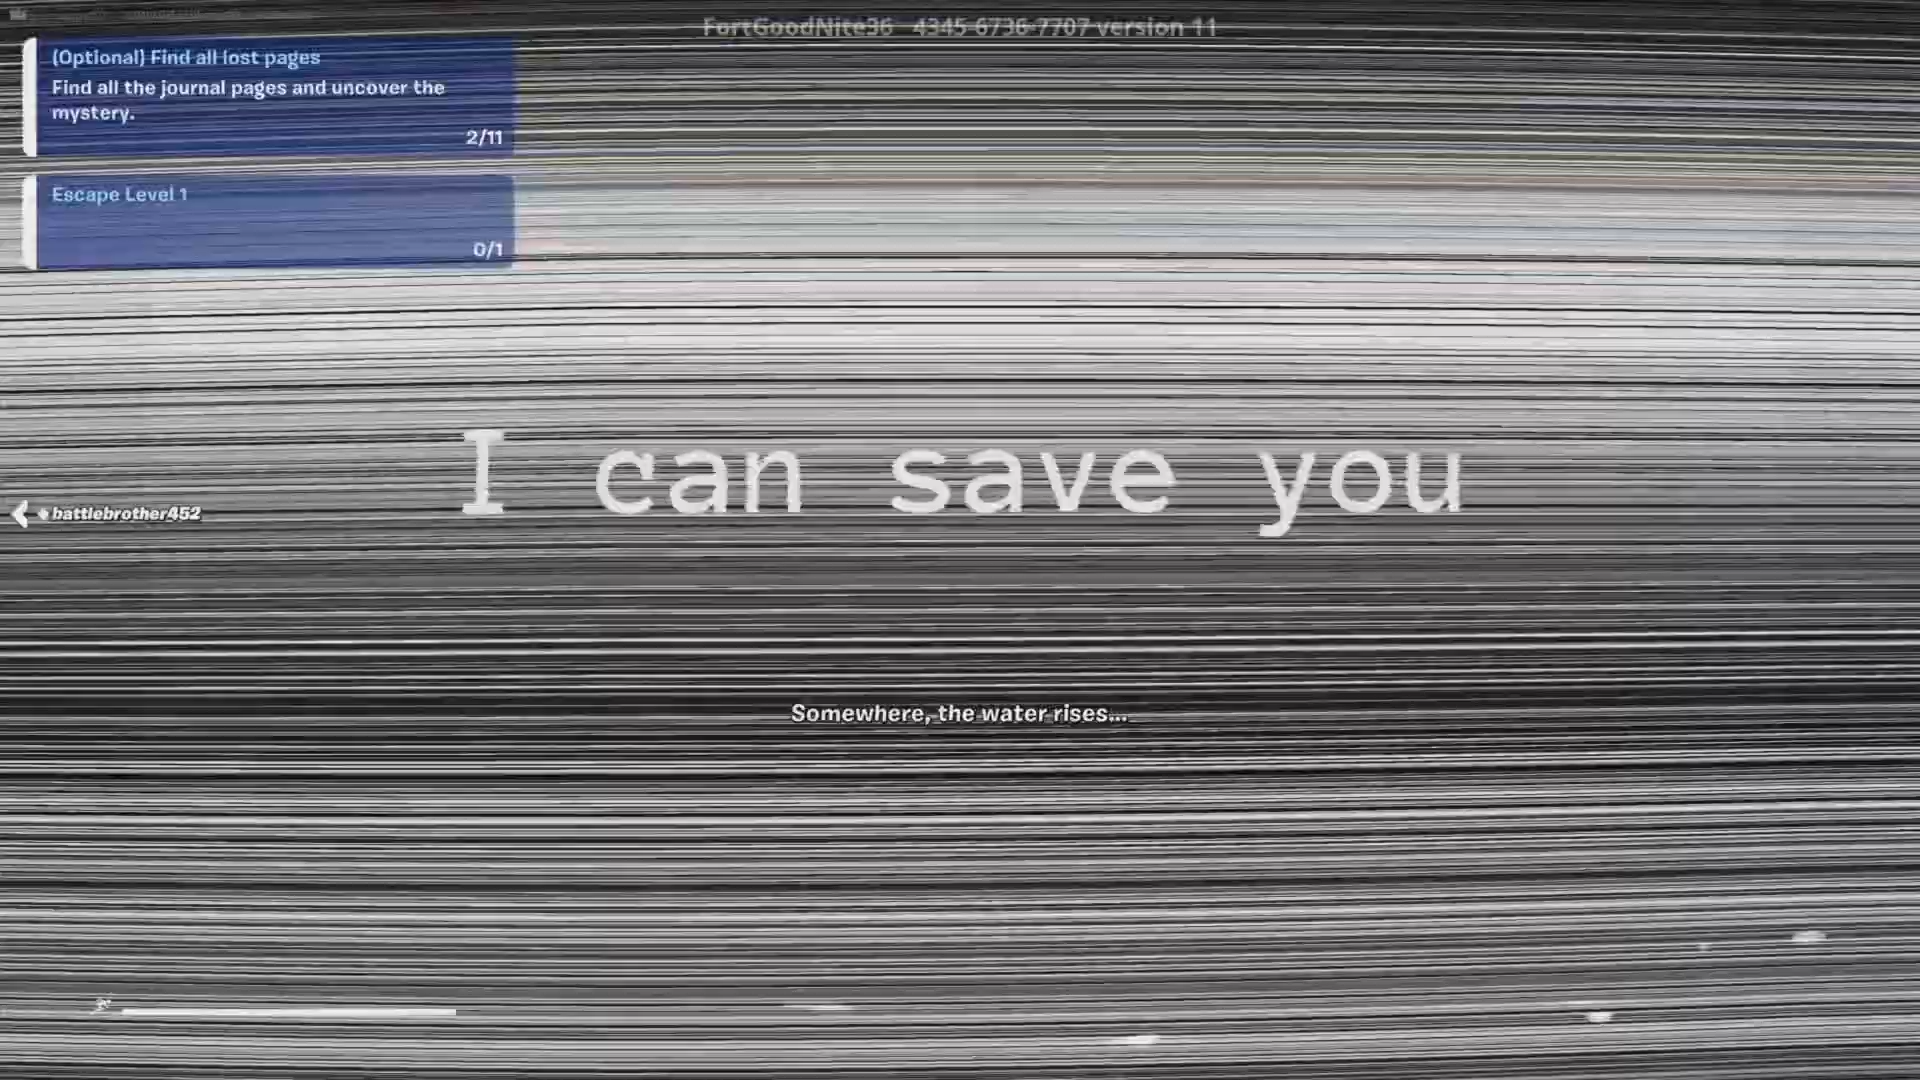 FortGoodNite36 4345-6736-7707 version 11
(Optional) Find all lost pages
Find all the journal pages and uncover the
mystery.
2/11
Escape Level 1
0/1
I can save you
battlebrother452
Somewhere, the water rises...